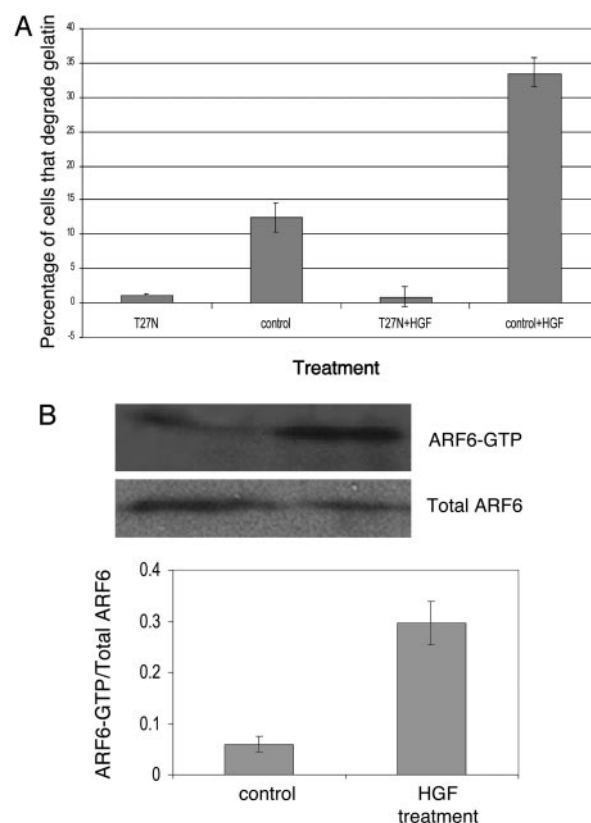 A
Percentage of cells that degrade gelatin
40
35
30
25
20
15
10
5
0
-5
T27N control T27N+HGF control+HGF
Treatment
B
ARF6-GTP
Total ARF6
ARF6-GTP/Total ARF6
0.4
0.3
0.2
0.1
0
control HGF
treatment